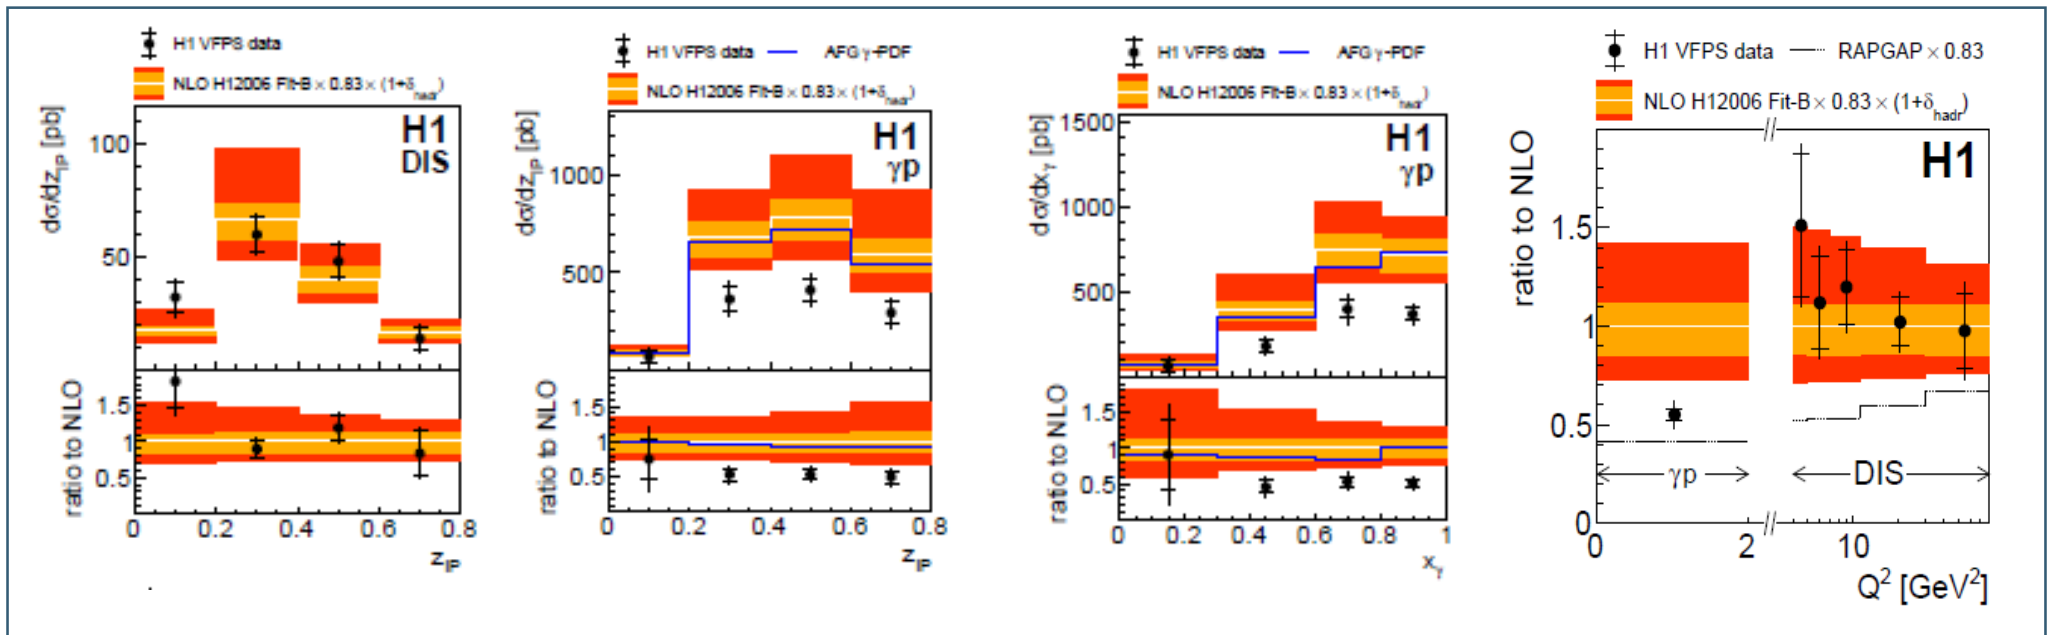 H1 VFPS data
NLO H12006 Fit-B × 0.83 × (1+δhadr)
dσ/dzIP [pb]
100
50
H1
DIS
ratio to NLO
1.5
1
0.5
0 0.2 0.4 0.6 0.8
zIP
H1 VFPS data AFG γ-PDF
NLO H12006 Fit-B × 0.83 × (1+δhadr)
dσ/dzIP [pb]
1000
500
H1
γp
ratio to NLO
1.5
1
0.5
0 0.2 0.4 0.6 0.8
zIP
H1 VFPS data AFG γ-PDF
NLO H12006 Fit-B × 0.83 × (1+δhadr)
dσ/dxγ [pb]
1500
1000
500
H1
γp
ratio to NLO
1.5
1
0.5
0 0.2 0.4 0.6 0.8 1
xγ
H1 VFPS data RAPGAP × 0.83
NLO H12006 Fit-B × 0.83 × (1+δhadr)
ratio to NLO
H1
1.5
1
0.5
0
γp DIS
0 2 10
Q² [GeV²]